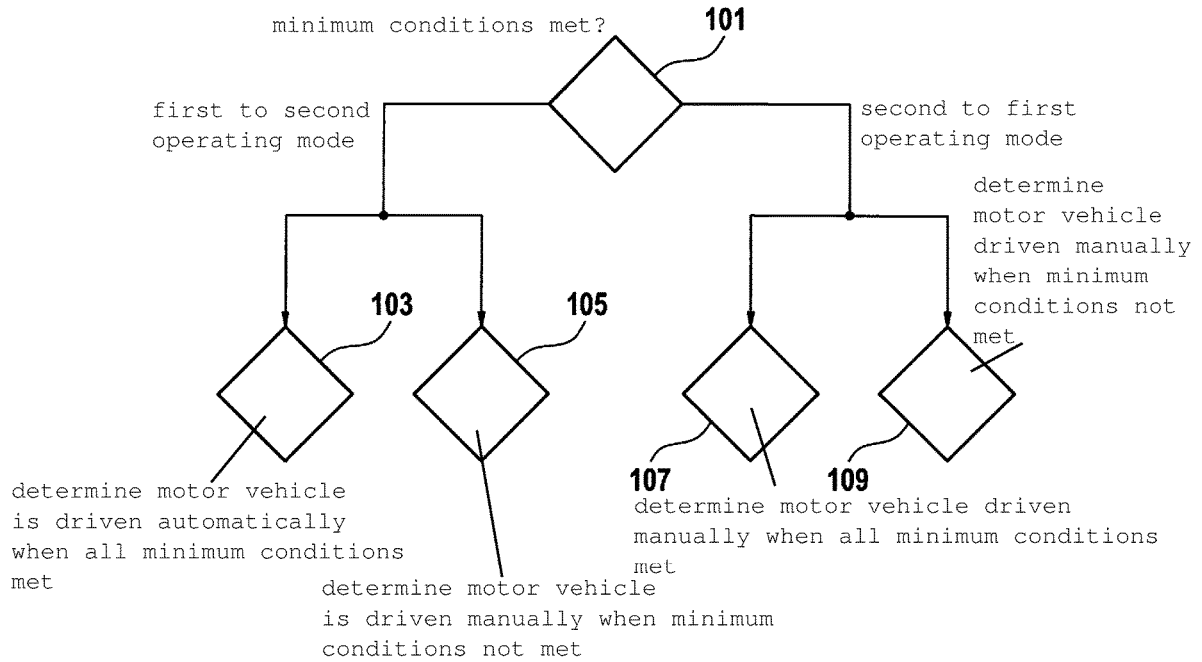 minimum conditions met?
101
first to second
operating mode
second to first
operating mode
determine
motor vehicle
driven manually
when minimum
conditions not
met
103
105
107
109
determine motor vehicle
is driven automatically
when all minimum conditions
met
determine motor vehicle
is driven manually when minimum
conditions not met
determine motor vehicle driven
manually when all minimum conditions
met